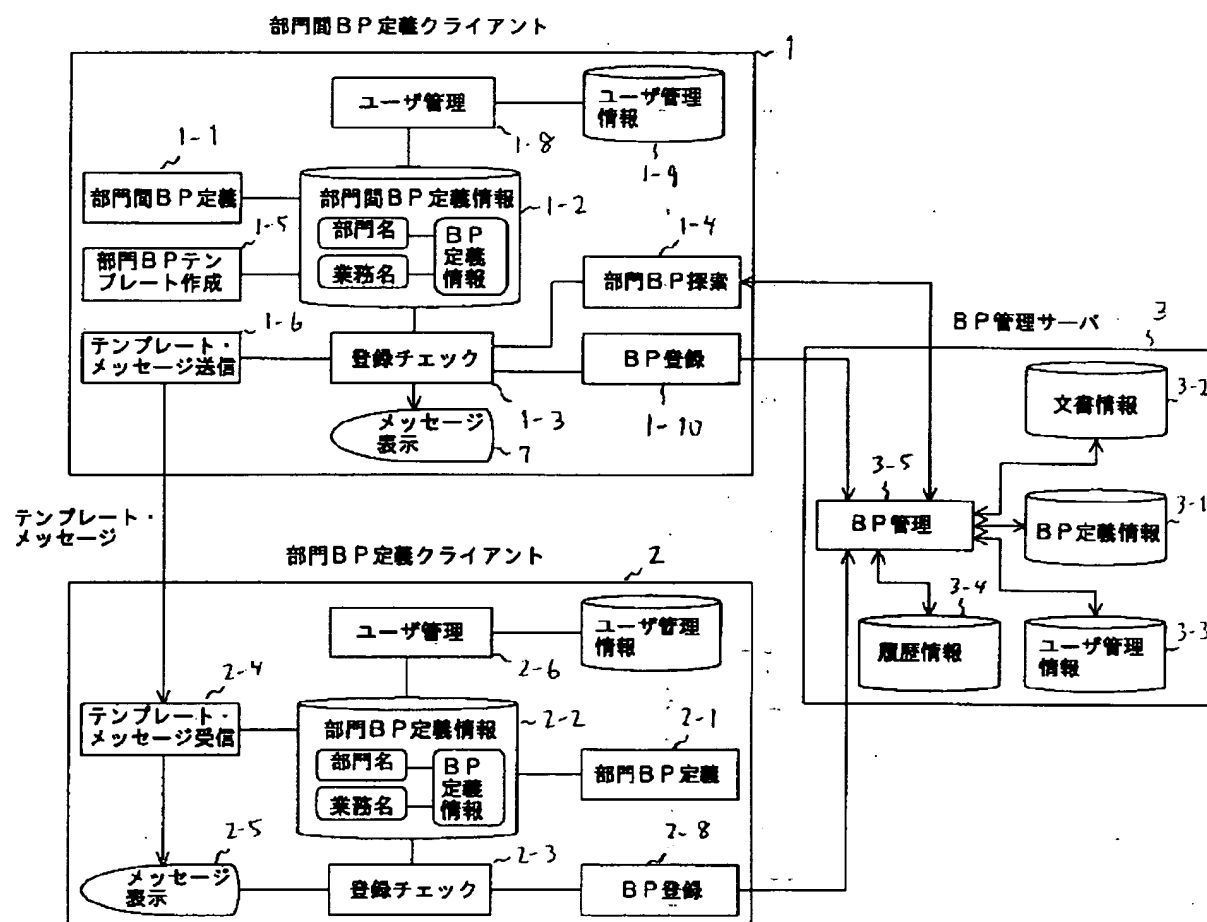 部門間BP定義クライアント
1
ユーザ管理
1-8
ユーザ管理
情報
1-9
1-1
部門間BP定義
部門間BP定義情報
1-2
部門名
業務名
BP
定義
情報
1-5
部門BPテン
プレート作成
1-4
部門BP探索
1-6
テンプレート・
メッセージ送信
登録チェック
1-3
BP登録
1-10
メッセージ
表示
7
テンプレート・
メッセージ
BP管理サーバ
3
文書情報
3-2
3-5
BP管理
BP定義情報
3-1
3-4
履歴情報
ユーザ管理
情報
3-3
部門BP定義クライアント
2
ユーザ管理
2-6
ユーザ管理
情報
2-4
テンプレート・
メッセージ受信
部門BP定義情報
2-2
部門名
業務名
BP
定義
情報
2-1
部門BP定義
2-5
メッセージ
表示
登録チェック
2-3
BP登録
2-8